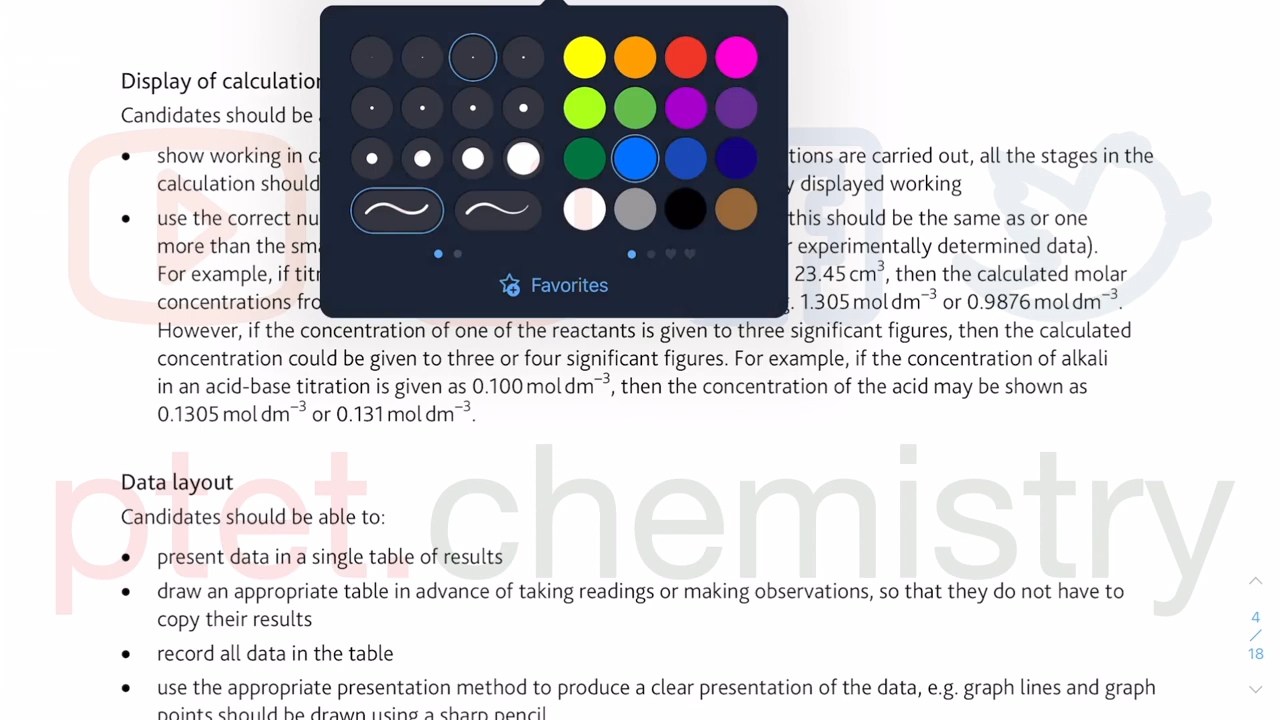 Display of calculation
Candidates should be
show working in ca
tions are carried out, all the stages in the
calculation should
y displayed working
use the correct nu
this should be the same as or one
more than the sma
r experimentally determined data).
For example, if titr
23.45 cm³, then the calculated molar
concentrations fro
. 1.305 mol dm⁻³ or 0.9876 mol dm⁻³.
However, if the concentration of one of the reactants is given to three significant figures, then the calculated
concentration could be given to three or four significant figures. For example, if the concentration of alkali
in an acid-base titration is given as 0.100 mol dm⁻³, then the concentration of the acid may be shown as
0.1305 mol dm⁻³ or 0.131 mol dm⁻³.
Favorites
Data layout
Candidates should be able to:
ptet.chemistry
present data in a single table of results
draw an appropriate table in advance of taking readings or making observations, so that they do not have to
copy their results
record all data in the table
use the appropriate presentation method to produce a clear presentation of the data, e.g. graph lines and graph
points should be drawn using a sharp pencil
4
/
18